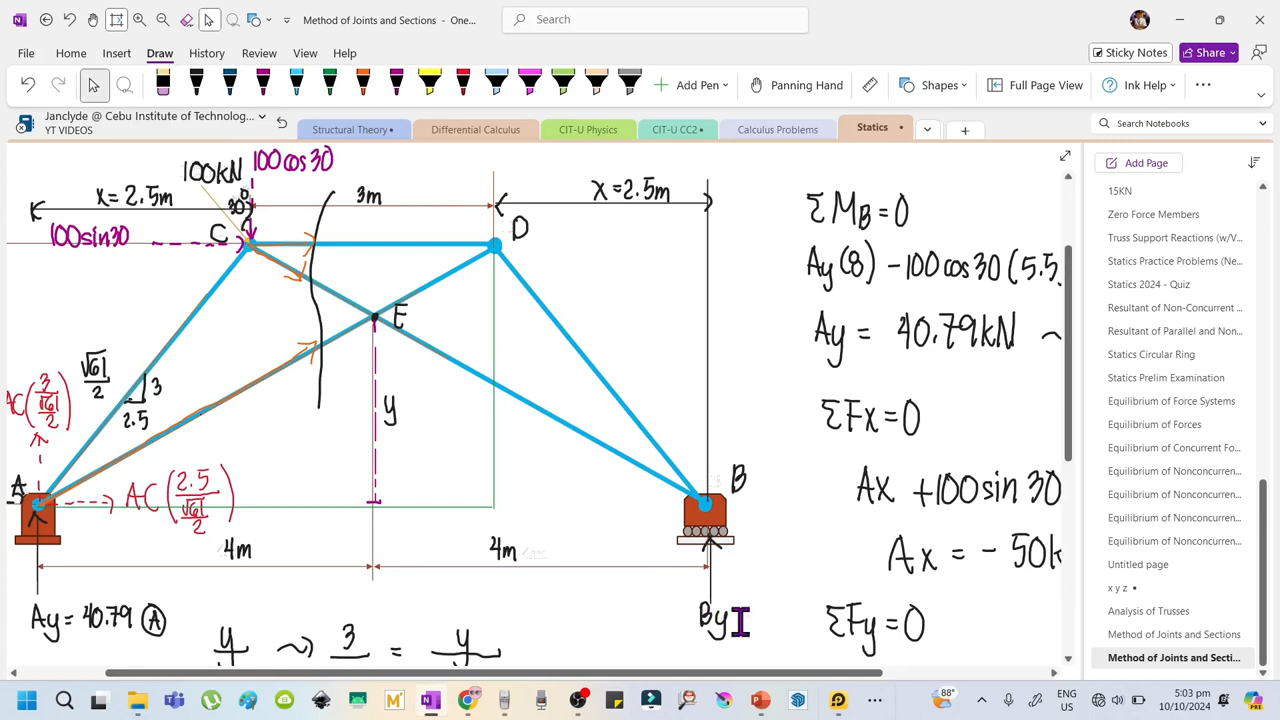 Method of Joints and Sections - One...
Search
File Home Insert Draw History Review View Help
Sticky Notes Share
Add Pen Panning Hand Shapes Full Page View Ink Help
Janclyde @ Cebu Institute of Technolog...
YT VIDEOS
Structural Theory Differential Calculus CIT-U Physics CIT-U CC2 Calculus Problems Statics
Search Notebooks
Add Page
15KN
Zero Force Members
Truss Support Reactions (w/V...
Statics Practice Problems (Ne...
Statics 2024 - Quiz
Resultant of Non-Concurrent
Resultant of Parallel and Non...
Statics Circular Ring
Statics Prelim Examination
Equilibrium of Force Systems
Equilibrium of Forces
Equilibrium of Concurrent Fo...
Equilibrium of Nonconcurren...
Equilibrium of Nonconcurren...
Equilibrium of Nonconcurren...
Equilibrium of Nonconcurren...
Untitled page
x y z
Analysis of Trusses
Method of Joints and Sections
Method of Joints and Secti...
100KN 100cos30
x = 2.5m 30° 3m x = 2.5m
100sin30 C D
E
√61/2 3
2.5
y
AC(3/(√61/2))
A AC(2.5/(√61/2)) B
4m 4m
Ay = 40.79 A By
y ~> 3 = y
ΣMB = 0
Ay(8) - 100cos30(5.5
Ay = 40.79kN ~
ΣFx = 0
Ax + 100sin30
Ax = - 50k
ΣFy = 0
88°
ENG
US
5:03 pm
10/10/2024